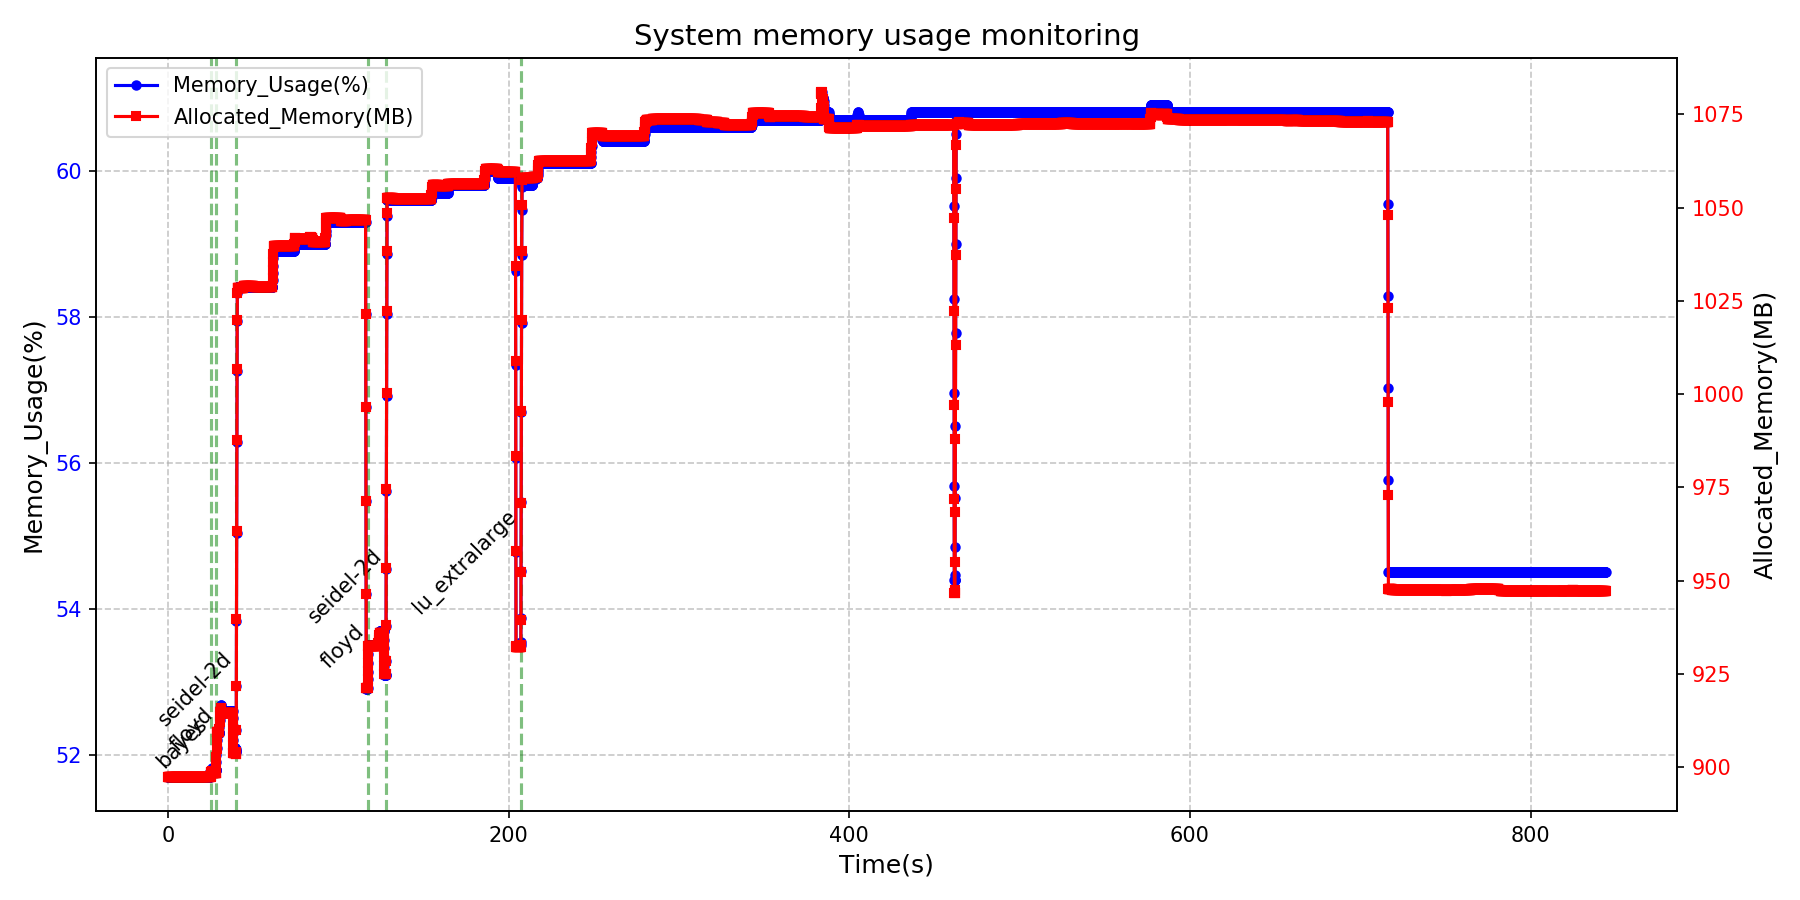 System memory usage monitoring
Memory_Usage(%)
Allocated_Memory(MB)
Memory_Usage(%)
60
58
56
54
52
1075
1050
1025
1000
975
950
925
900
Allocated_Memory(MB)
bayes
floyd
seidel-2d
floyd
seidel-2d
lu_extralarge
0
200
400
600
800
Time(s)